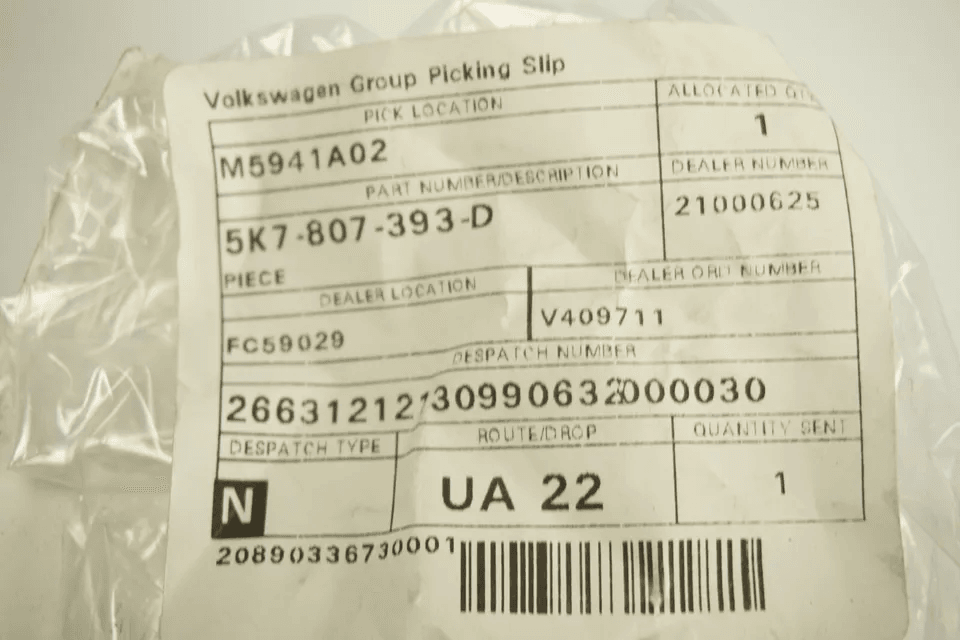 Volkswagen Group Picking Slip
PICK LOCATION
ALLOCATED QTY
M5941A02
1
PART NUMBER/DESCRIPTION
DEALER NUMBER
5K7-807-393-D
21000625
PIECE
DEALER LOCATION
DEALER ORD NUMBER
FC59029
V409711
DESPATCH NUMBER
DESPATCH TYPE
ROUTE/DROP
QUANTITY SENT
N
UA 22
1
20890336730001